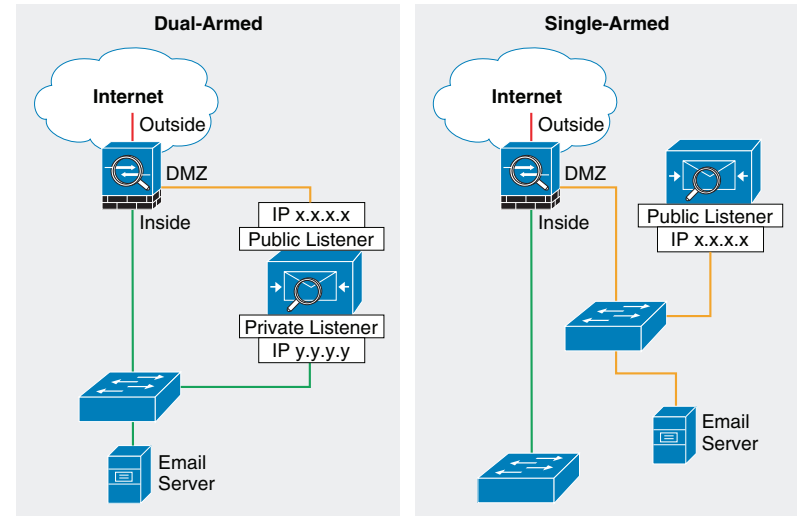 Dual-Armed
Internet
Outside
DMZ
Inside
IP x.x.x.x
Public Listener
Private Listener
IP y.y.y.y
Email
Server
Single-Armed
Internet
Outside
DMZ
Inside
Public Listener
IP x.x.x.x
Email
Server